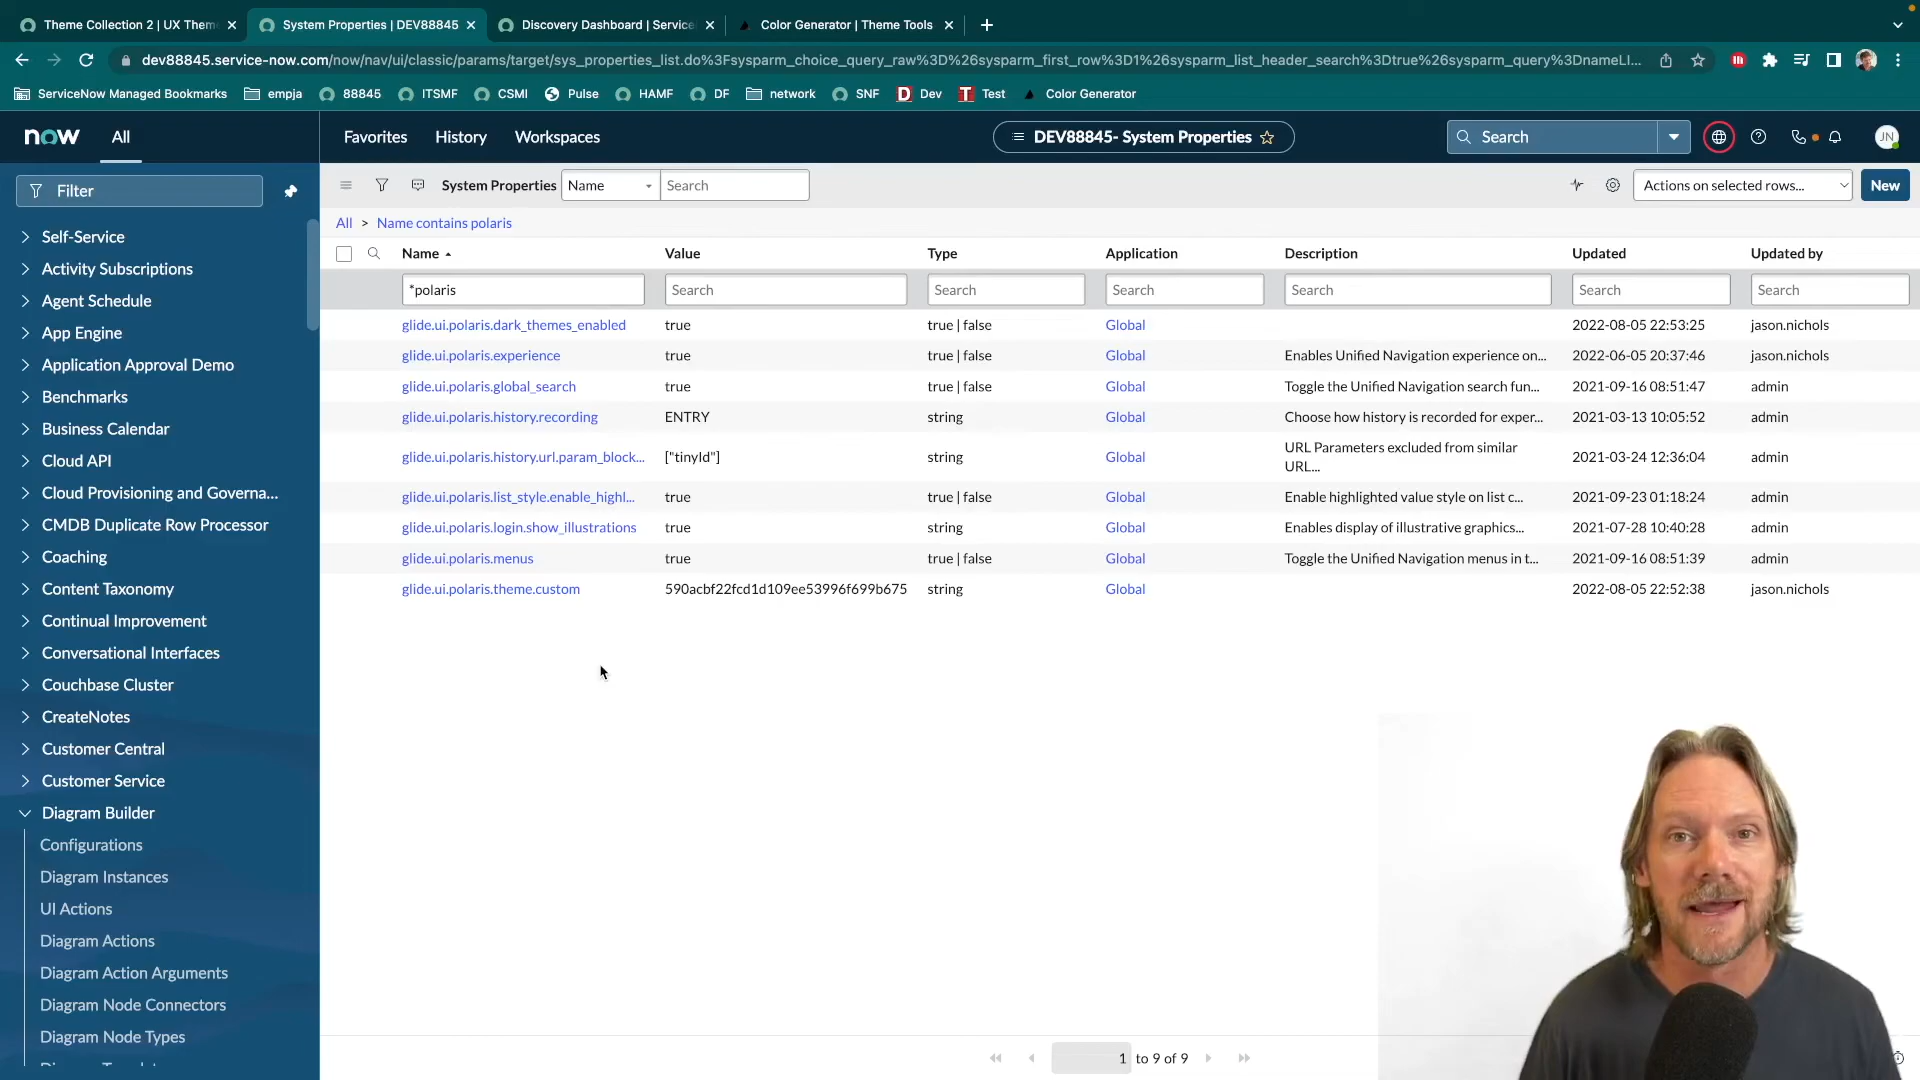 Theme Collection 2 | UX Them
System Properties | DEV88845
Discovery Dashboard | Service
Color Generator | Theme Tools
dev88845.service-now.com/now/nav/ui/classic/params/target/sys_properties_list.do%3Fsysparm_choice_query_raw%3D%26sysparm_first_row%3D1%26sysparm_list_header_search%3Dtrue%26sysparm_query%3DnameLI...
ServiceNow Managed Bookmarks
empja
88845
ITSMF
CSMI
Pulse
HAMF
DF
network
SNF
D Dev
T Test
Color Generator
now
All
Favorites
History
Workspaces
DEV88845- System Properties
Search
JN
Filter
System Properties
Name
Search
Actions on selected rows...
New
All > Name contains polaris
Self-Service
Activity Subscriptions
Agent Schedule
App Engine
Application Approval Demo
Benchmarks
Business Calendar
Cloud API
Cloud Provisioning and Governa...
CMDB Duplicate Row Processor
Coaching
Content Taxonomy
Continual Improvement
Conversational Interfaces
Couchbase Cluster
CreateNotes
Customer Central
Customer Service
Diagram Builder
Configurations
Diagram Instances
UI Actions
Diagram Actions
Diagram Action Arguments
Diagram Node Connectors
Diagram Node Types
Name Value Type Application Description Updated Updated by
*polaris Search Search Search Search Search Search
glide.ui.polaris.dark_themes_enabled true true | false Global 2022-08-05 22:53:25 jason.nichols
glide.ui.polaris.experience true true | false Global Enables Unified Navigation experience on... 2022-06-05 20:37:46 jason.nichols
glide.ui.polaris.global_search true true | false Global Toggle the Unified Navigation search fun... 2021-09-16 08:51:47 admin
glide.ui.polaris.history.recording ENTRY string Global Choose how history is recorded for exper... 2021-03-13 10:05:52 admin
glide.ui.polaris.history.url.param_block... ["tinyId"] string Global URL Parameters excluded from similar
URL... 2021-03-24 12:36:04 admin
glide.ui.polaris.list_style.enable_highl... true true | false Global Enable highlighted value style on list c... 2021-09-23 01:18:24 admin
glide.ui.polaris.login.show_illustrations true string Global Enables display of illustrative graphics... 2021-07-28 10:40:28 admin
glide.ui.polaris.menus true true | false Global Toggle the Unified Navigation menus in t... 2021-09-16 08:51:39 admin
glide.ui.polaris.theme.custom 590acbf22fcd1d109ee53996f699b675 string Global 2022-08-05 22:52:38 jason.nichols
1 to 9 of 9